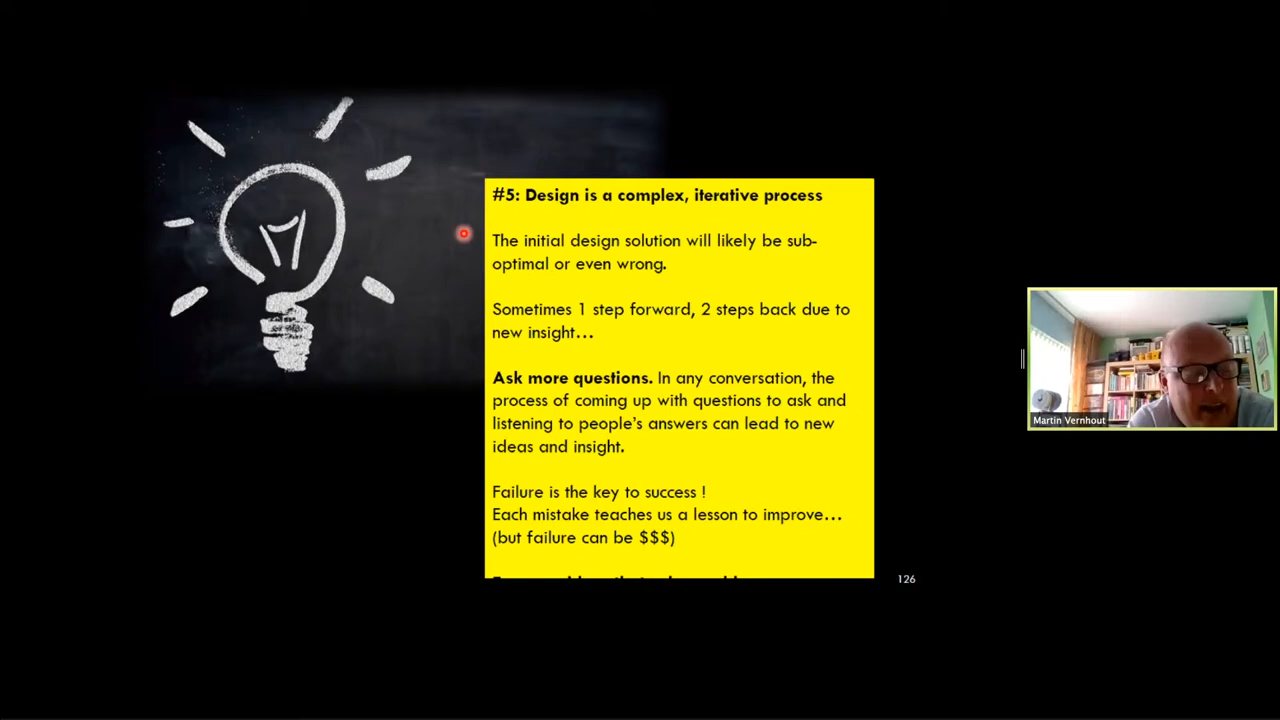 #5: Design is a complex, iterative process
The initial design solution will likely be sub-
optimal or even wrong.
Sometimes 1 step forward, 2 steps back due to
new insight…
Ask more questions. In any conversation, the
process of coming up with questions to ask and
listening to people’s answers can lead to new
ideas and insight.
Failure is the key to success !
Each mistake teaches us a lesson to improve…
(but failure can be $$$)
126
Martin Vernhout